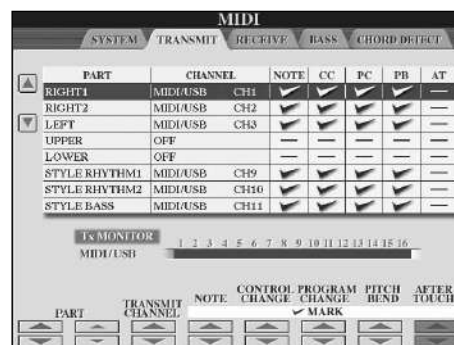 MIDI
SYSTEM TRANSMIT RECEIVE BASS CHORD DETECT
PART CHANNEL NOTE CC PC PB AT
RIGHT1 MIDI/USB CH1
RIGHT2 MIDI/USB CH2
LEFT MIDI/USB CH3
UPPER OFF — — — — —
LOWER OFF — — — — —
STYLE RHYTHM1 MIDI/USB CH9
STYLE RHYTHM2 MIDI/USB CH10
STYLE BASS MIDI/USB CH11
Tx MONITOR 1 2 3 4 5 6 7 8 9 10 11 12 13 14 15 16
MIDI/USB
PART TRANSMIT CHANNEL NOTE CONTROL CHANGE PROGRAM CHANGE PITCH BEND AFTER TOUCH
MARK